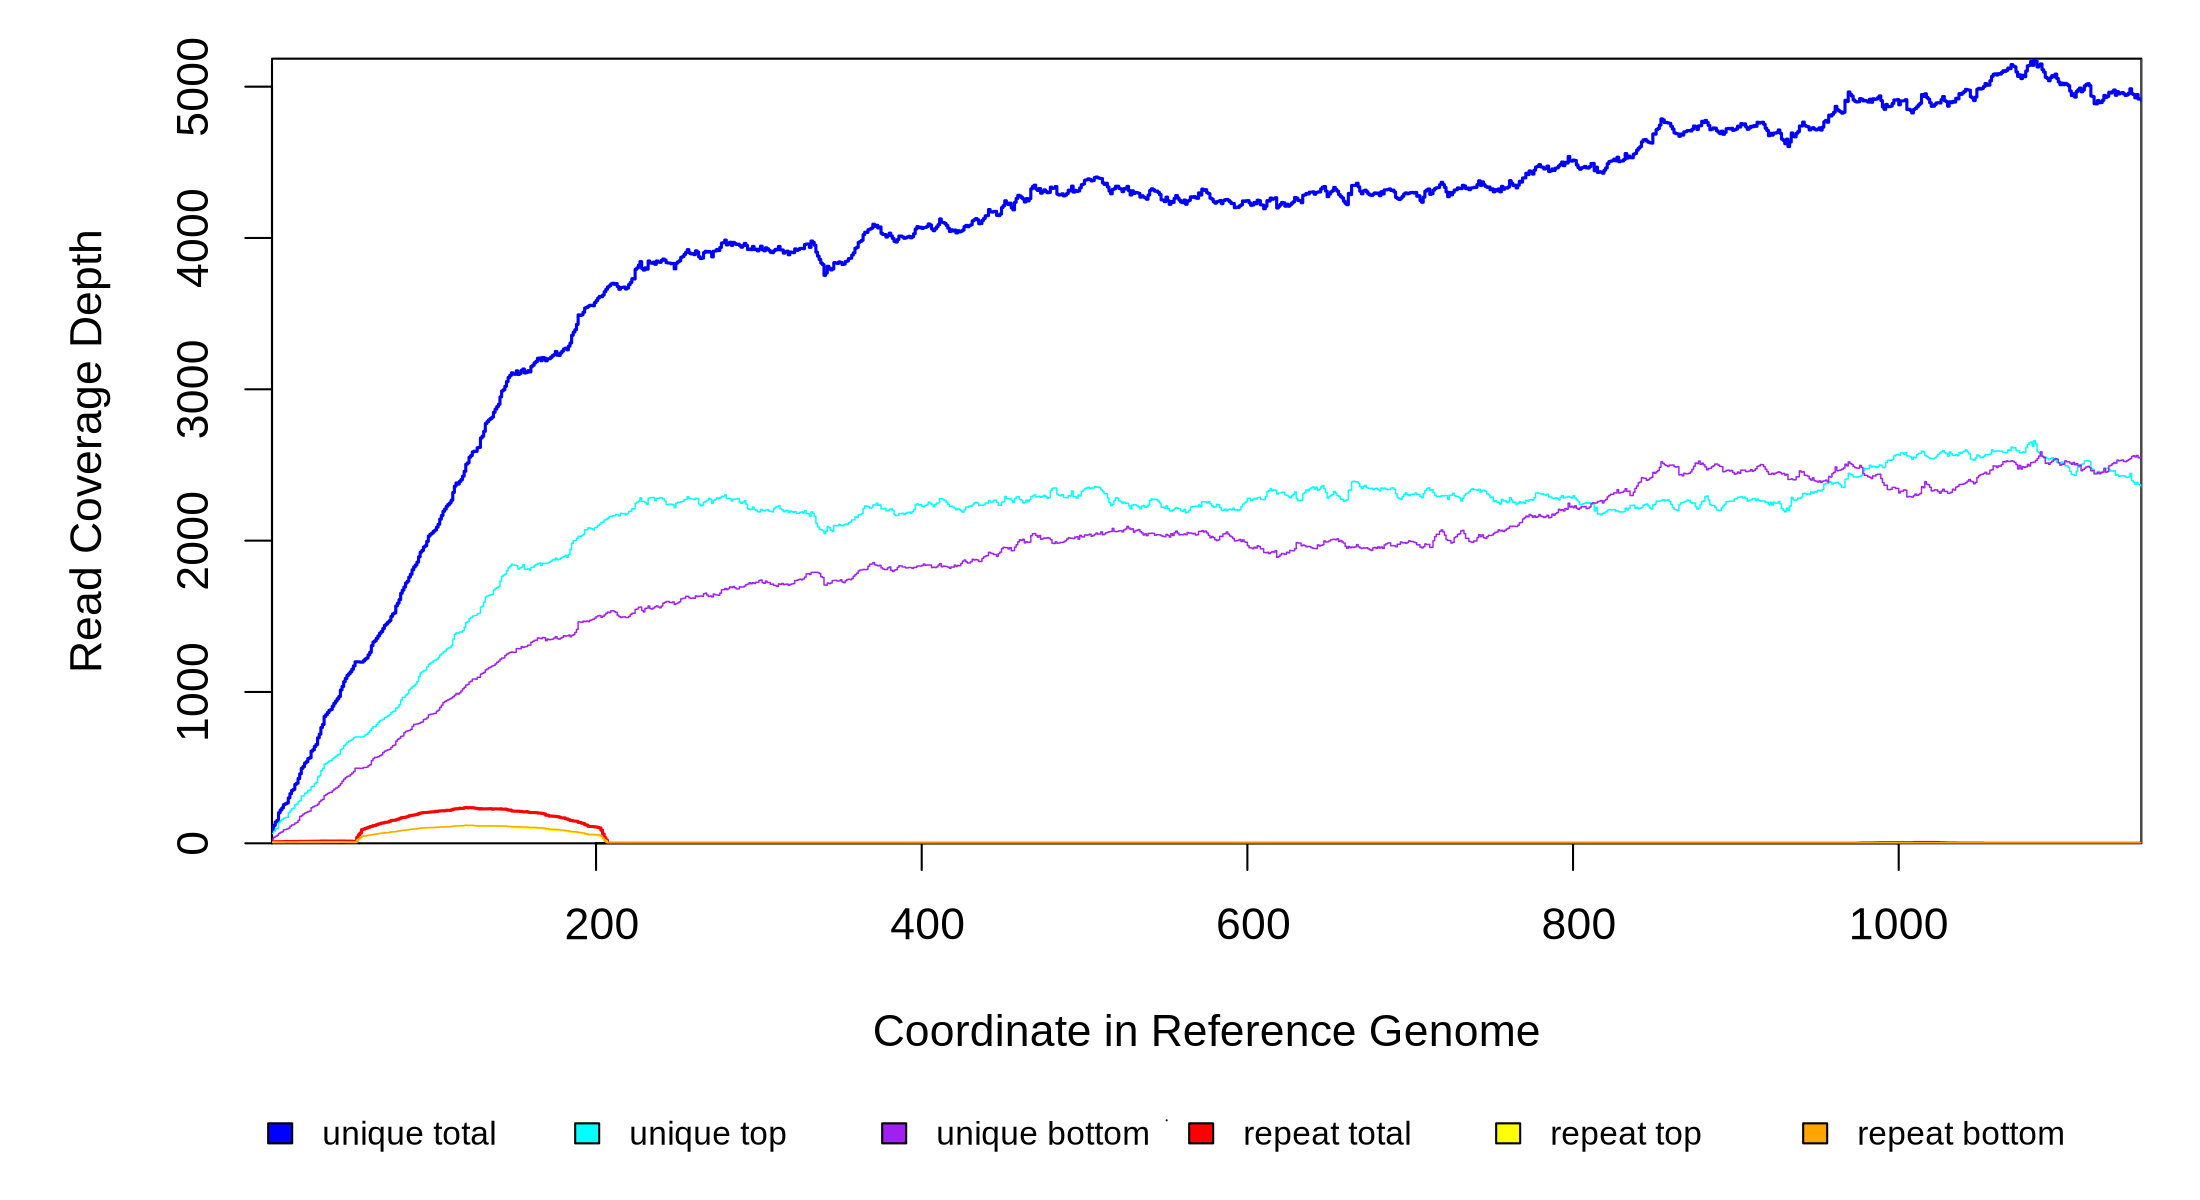 5000
4000
3000
2000
1000
0
Read Coverage Depth
200 400 600 800 1000
Coordinate in Reference Genome
unique total unique top unique bottom repeat total repeat top repeat bottom